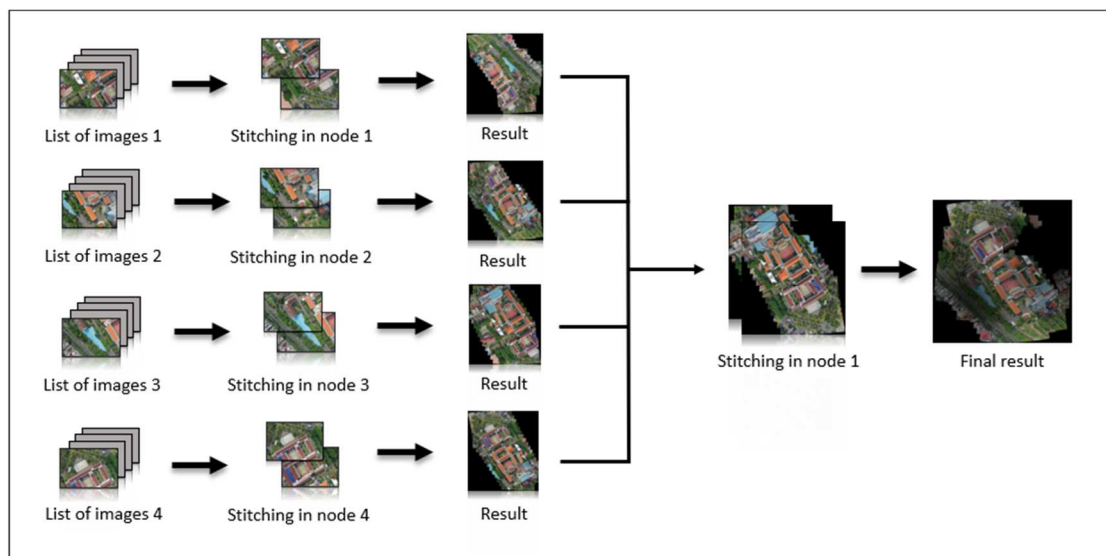 List of images 1
Stitching in node 1
Result
List of images 2
Stitching in node 2
Result
List of images 3
Stitching in node 3
Result
List of images 4
Stitching in node 4
Result
Stitching in node 1
Final result